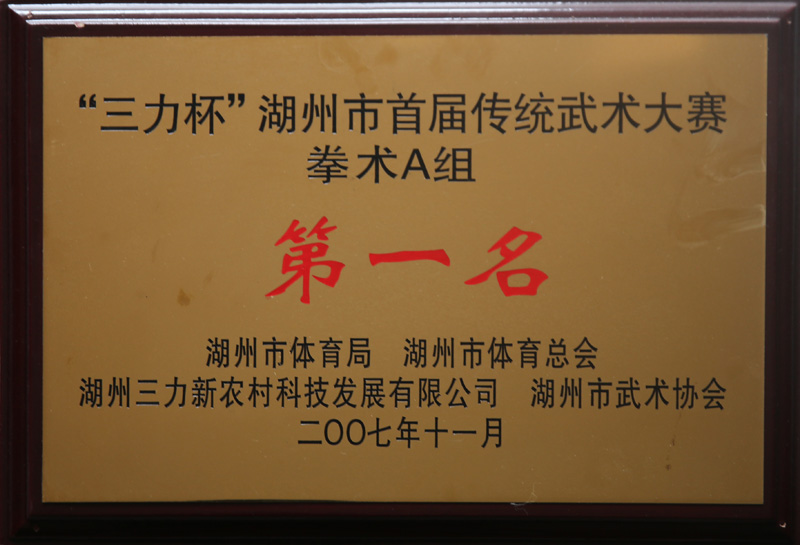 “三力杯”湖州市首届传统武术大赛
拳术A组
第一名
湖州市体育局　湖州市体育总会
湖州三力新农村科技发展有限公司　湖州市武术协会
二〇〇七年十一月